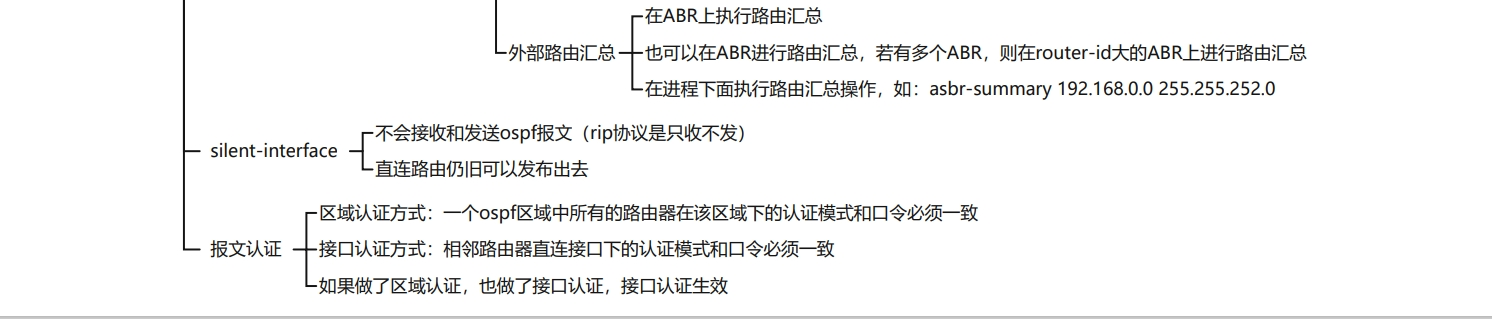 在ABR上执行路由汇总
外部路由汇总
也可以在ABR进行路由汇总，若有多个ABR，则在router-id大的ABR上进行路由汇总
在进程下面执行路由汇总操作，如：asbr-summary 192.168.0.0 255.255.252.0
不会接收和发送ospf报文（rip协议是只收不发）
silent-interface
直连路由仍旧可以发布出去
区域认证方式：一个ospf区域中所有的路由器在该区域下的认证模式和口令必须一致
报文认证
接口认证方式：相邻路由器直连接口下的认证模式和口令必须一致
如果做了区域认证，也做了接口认证，接口认证生效